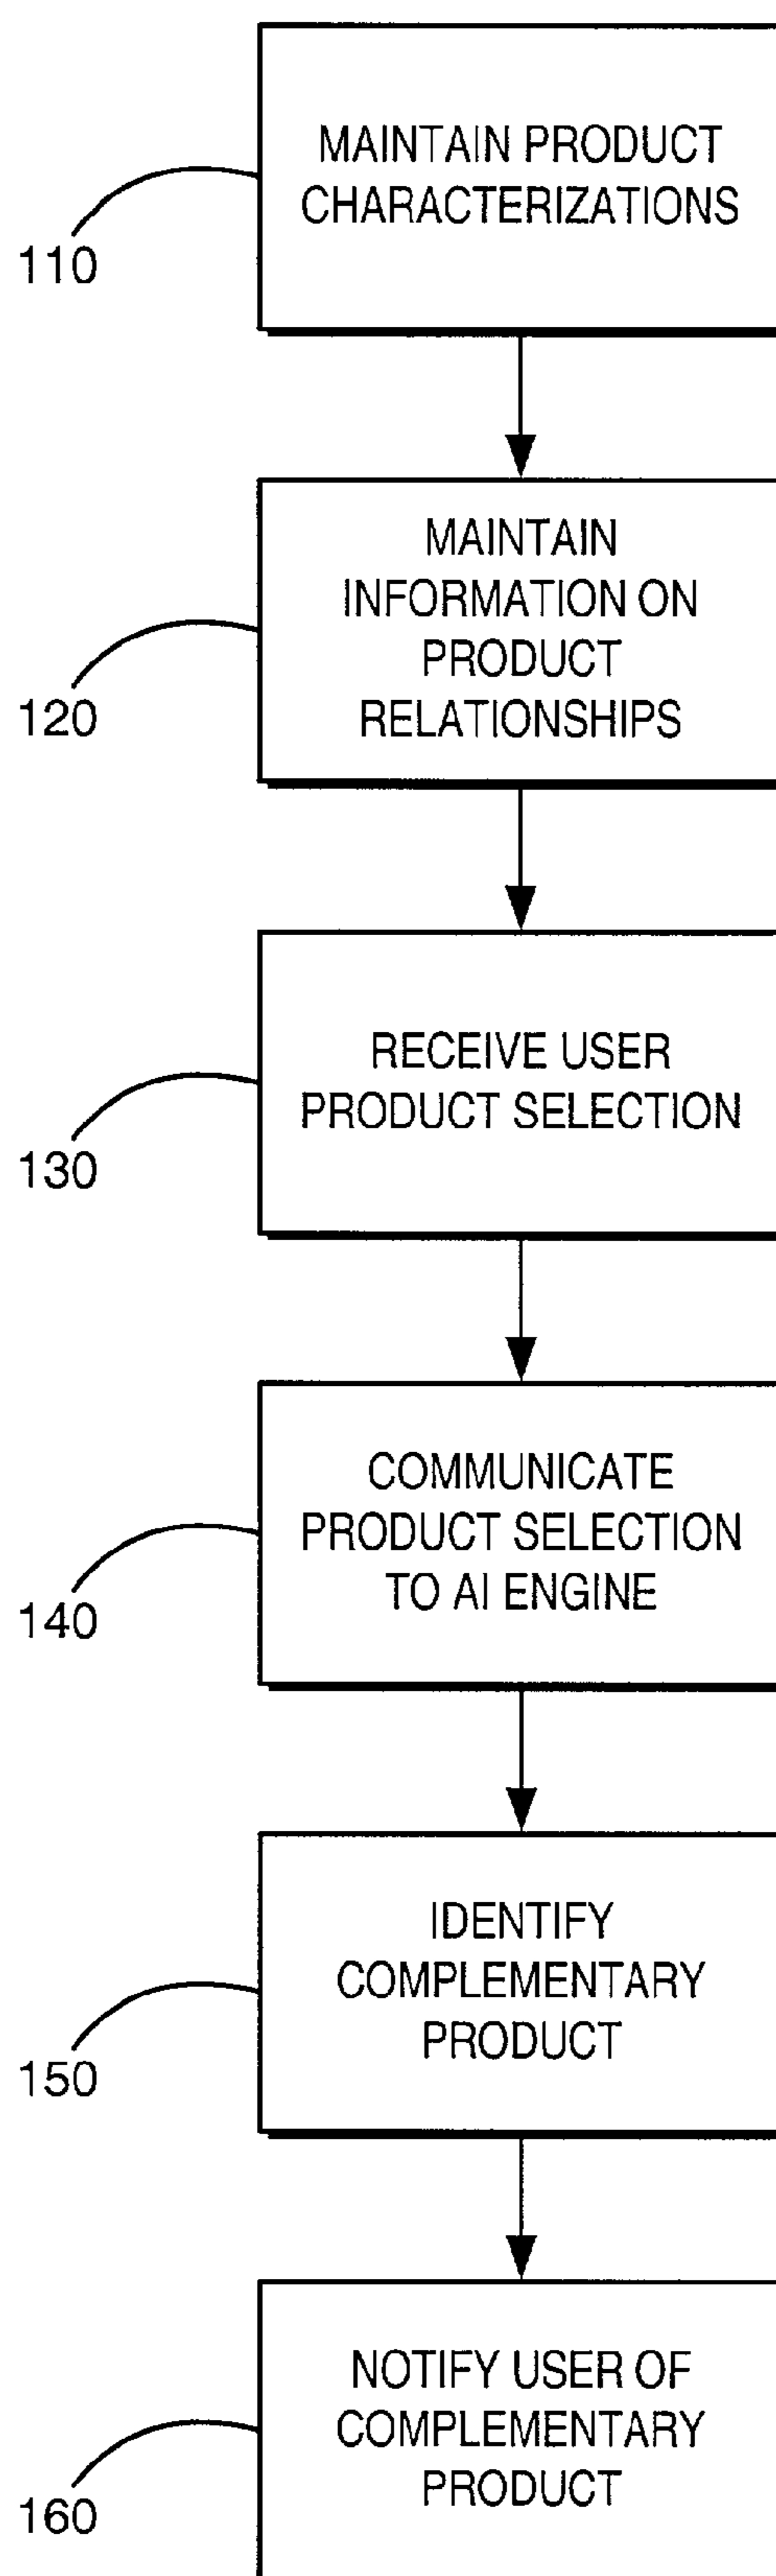 MAINTAIN PRODUCT
CHARACTERIZATIONS
110
MAINTAIN
INFORMATION ON
PRODUCT
RELATIONSHIPS
120
RECEIVE USER
PRODUCT SELECTION
130
COMMUNICATE
PRODUCT SELECTION
TO AI ENGINE
140
IDENTIFY
COMPLEMENTARY
PRODUCT
150
NOTIFY USER OF
COMPLEMENTARY
PRODUCT
160